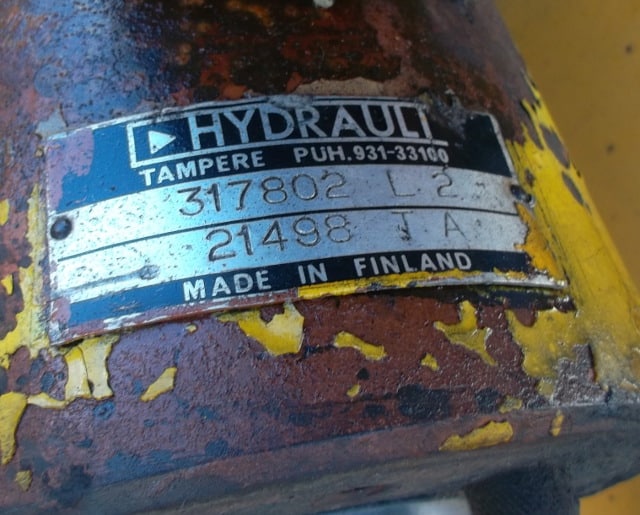 HYDRAULI
TAMPERE PUH.931-33100
317802 L 2
21498 T A
MADE IN FINLAND